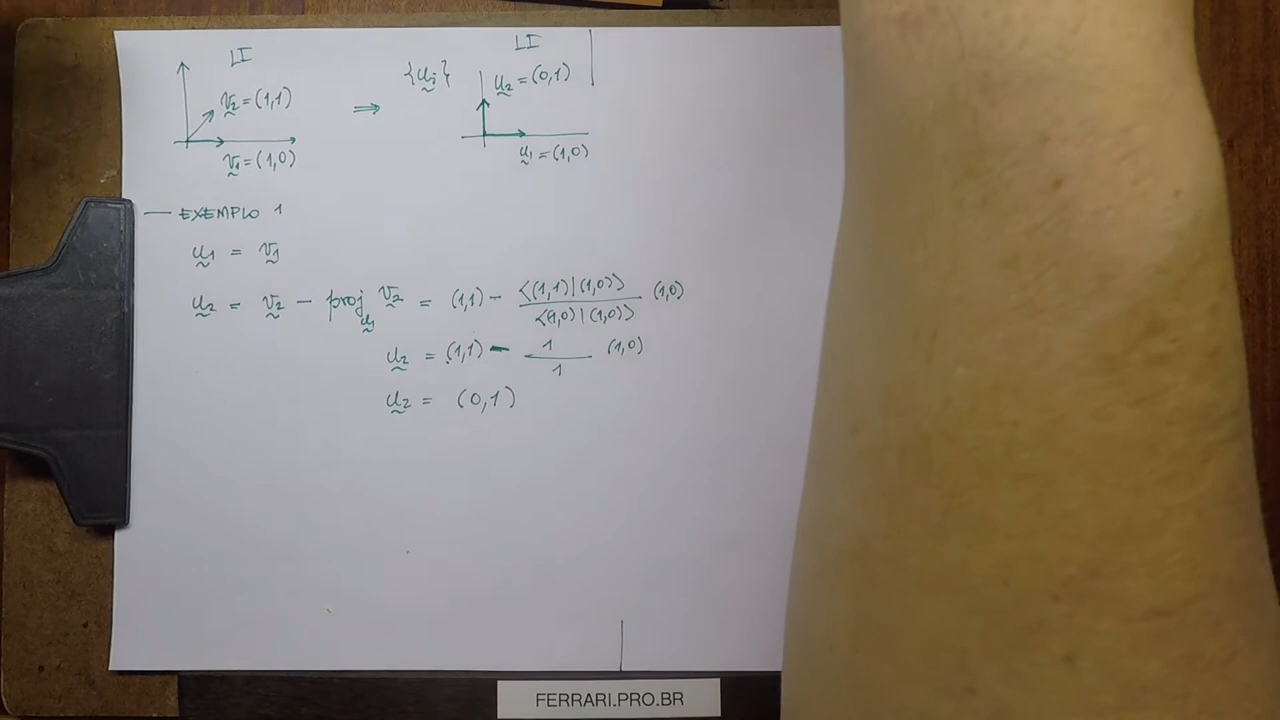 LI
v2 = (1,1)
v1 = (1,0)
⇒
{ui}
LI
u2 = (0,1)
u1 = (1,0)
— EXEMPLO 1
u1 = v1
u2 = v2 − proj u1 v2 = (1,1) − <(1,1)|(1,0)> / <(1,0)|(1,0)> (1,0)
u2 = (1,1) − 1/1 (1,0)
u2 = (0,1)
FERRARI.PRO.BR